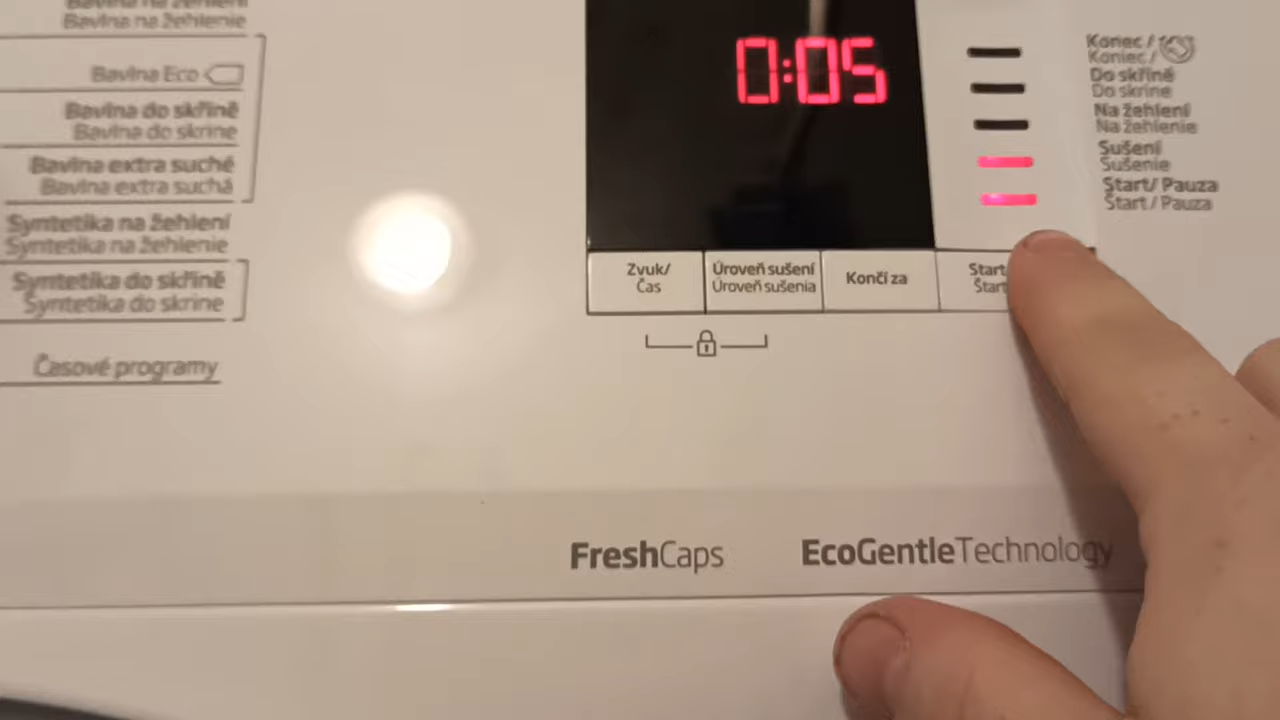 Bavlna na žehlení
Bavlna na žehlenie
Bavlna Eco
Bavlna do skříně
Bavlna do skrine
Bavlna extra suché
Bavlna extra suchá
Syntetika na žehlení
Syntetika na žehlenie
Syntetika do skříně
Syntetika do skrine
Časové programy
0:05
Konec /
Koniec /
Do skříně
Do skrine
Na žehlení
Na žehlenie
Sušení
Sušenie
Start/ Pauza
Štart / Pauza
Zvuk/
Čas
Úroveň sušení
Úroveň sušenia
Končí za
Start
Štart
FreshCaps
EcoGentleTechnology